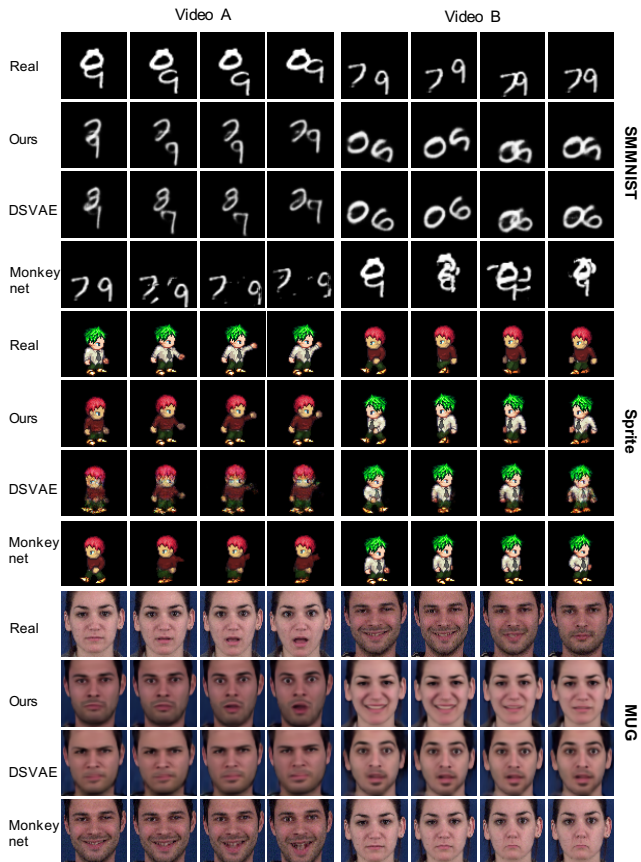 Video A Video B
Real
Ours
DSVAE
Monkey
net
SMMNIST
Real
Ours
DSVAE
Monkey
net
Sprite
Real
Ours
DSVAE
Monkey
net
MUG